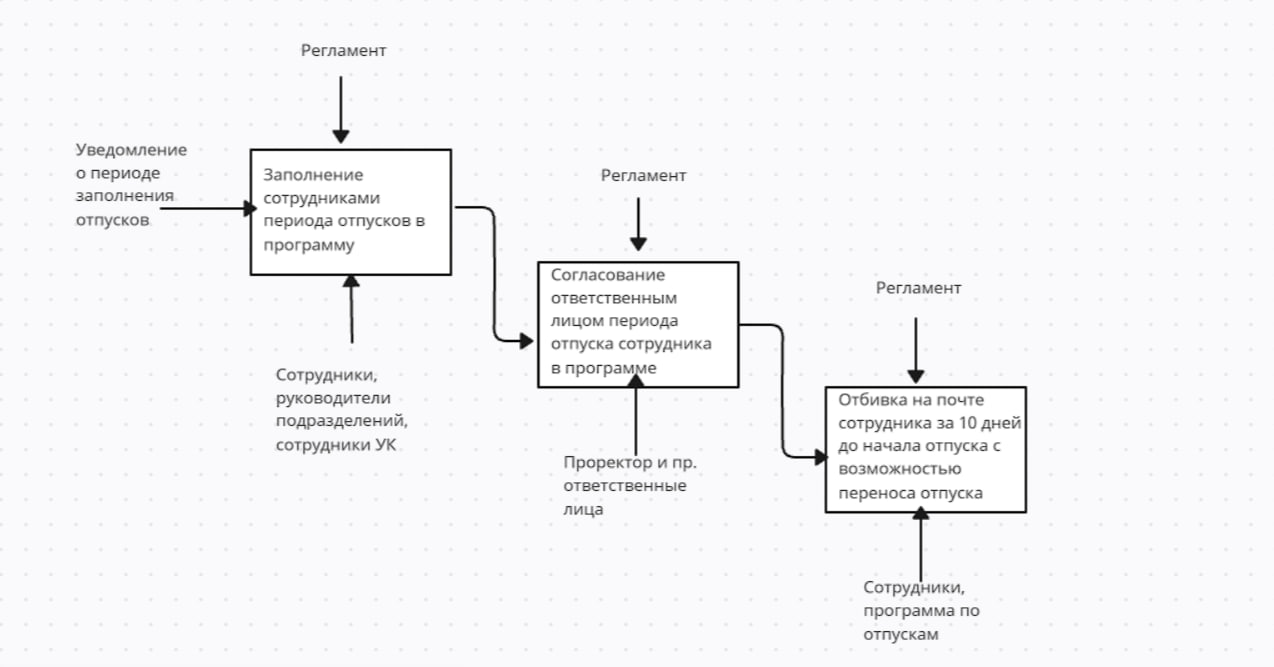 Регламент
Уведомление
о периоде
заполнения
отпусков
Заполнение
сотрудниками
периода отпусков в
программу
Сотрудники,
руководители
подразделений,
сотрудники УК
Регламент
Согласование
ответственным
лицом периода
отпуска сотрудника
в программе
Проректор и пр.
ответственные
лица
Регламент
Отбивка на почте
сотрудника за 10 дней
до начала отпуска с
возможностью
переноса отпуска
Сотрудники,
программа по
отпускам